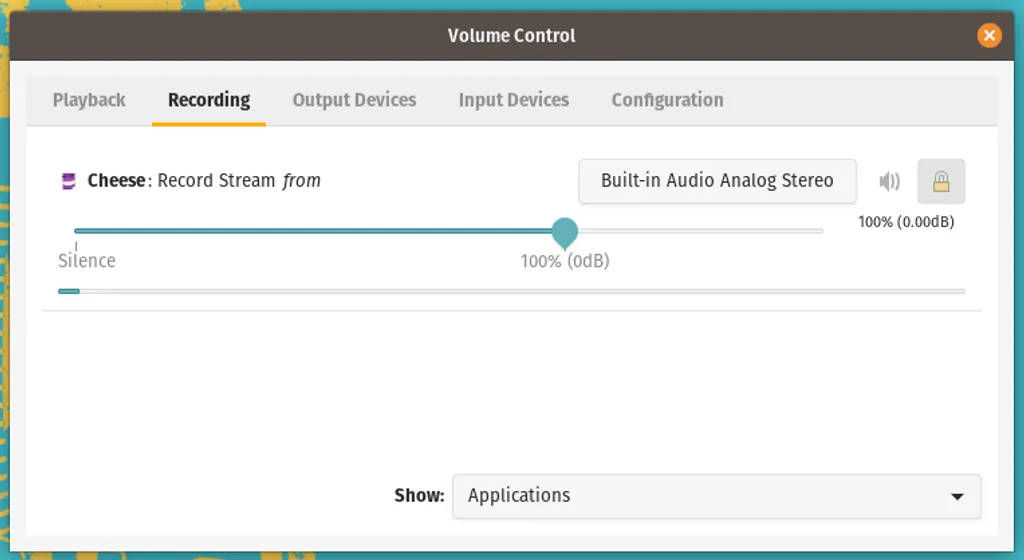 Volume Control
Playback Recording Output Devices Input Devices Configuration
Cheese: Record Stream from Built-in Audio Analog Stereo
100% (0.00dB)
Silence 100% (0dB)
Show: Applications